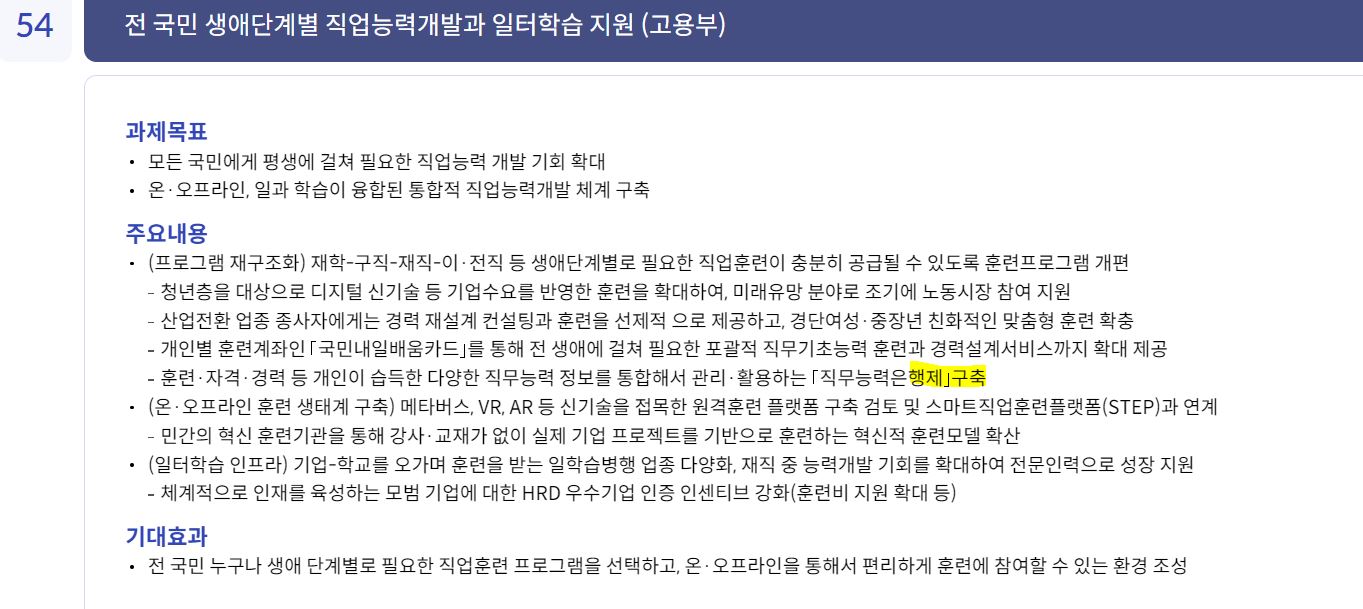 54
전 국민 생애단계별 직업능력개발과 일터학습 지원 (고용부)
과제목표
• 모든 국민에게 평생에 걸쳐 필요한 직업능력 개발 기회 확대
• 온·오프라인, 일과 학습이 융합된 통합적 직업능력개발 체계 구축
주요내용
• (프로그램 재구조화) 재학-구직-재직-이·전직 등 생애단계별로 필요한 직업훈련이 충분히 공급될 수 있도록 훈련프로그램 개편
- 청년층을 대상으로 디지털 신기술 등 기업수요를 반영한 훈련을 확대하여, 미래유망 분야로 조기에 노동시장 참여 지원
- 산업전환 업종 종사자에게는 경력 재설계 컨설팅과 훈련을 선제적 으로 제공하고, 경단여성·중장년 친화적인 맞춤형 훈련 확충
- 개인별 훈련계좌인 「국민내일배움카드」를 통해 전 생애에 걸쳐 필요한 포괄적 직무기초능력 훈련과 경력설계서비스까지 확대 제공
- 훈련·자격·경력 등 개인이 습득한 다양한 직무능력 정보를 통합해서 관리·활용하는 「직무능력은행제」구축
• (온·오프라인 훈련 생태계 구축) 메타버스, VR, AR 등 신기술을 접목한 원격훈련 플랫폼 구축 검토 및 스마트직업훈련플랫폼(STEP)과 연계
- 민간의 혁신 훈련기관을 통해 강사·교재가 없이 실제 기업 프로젝트를 기반으로 훈련하는 혁신적 훈련모델 확산
• (일터학습 인프라) 기업-학교를 오가며 훈련을 받는 일학습병행 업종 다양화, 재직 중 능력개발 기회를 확대하여 전문인력으로 성장 지원
- 체계적으로 인재를 육성하는 모범 기업에 대한 HRD 우수기업 인증 인센티브 강화(훈련비 지원 확대 등)
기대효과
• 전 국민 누구나 생애 단계별로 필요한 직업훈련 프로그램을 선택하고, 온·오프라인을 통해서 편리하게 훈련에 참여할 수 있는 환경 조성